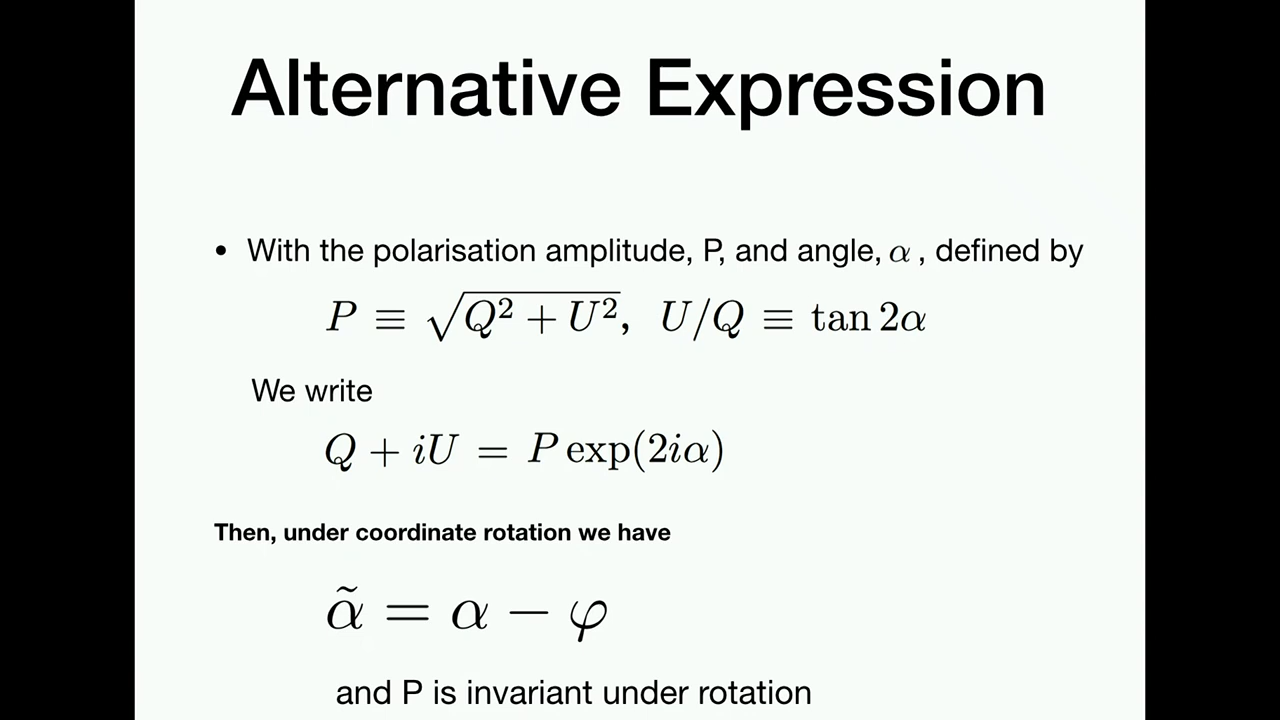 Alternative Expression
• With the polarisation amplitude, P, and angle, α , defined by
P ≡ √(Q² + U²), U/Q ≡ tan 2α
We write
Q + iU = P exp(2iα)
Then, under coordinate rotation we have
α̃ = α − φ
and P is invariant under rotation